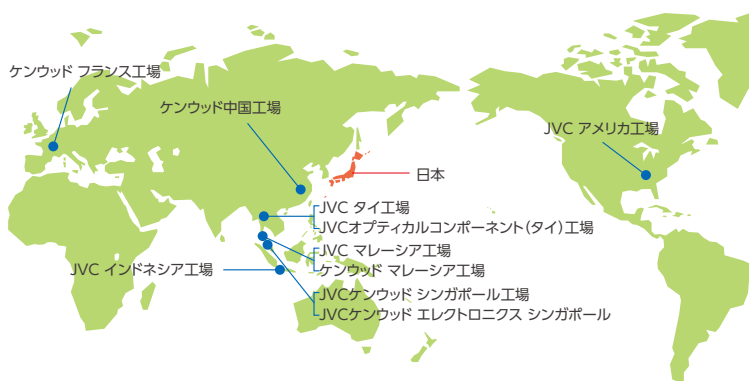 ケンウッド フランス工場
ケンウッド中国工場
JVC アメリカ工場
日本
JVC タイ工場
JVCオプティカルコンポーネント(タイ)工場
JVC マレーシア工場
ケンウッド マレーシア工場
JVC インドネシア工場
JVCケンウッド シンガポール工場
JVCケンウッド エレクトロニクス シンガポール